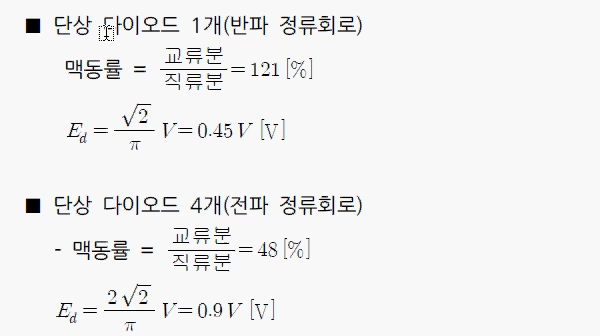 ■ 단상 다이오드 1개(반파 정류회로)
맥동률 = 교류분/직류분 = 121 [%]
E_d = √2/π V = 0.45 V [V]
■ 단상 다이오드 4개(전파 정류회로)
- 맥동률 = 교류분/직류분 = 48 [%]
E_d = 2√2/π V = 0.9 V [V]